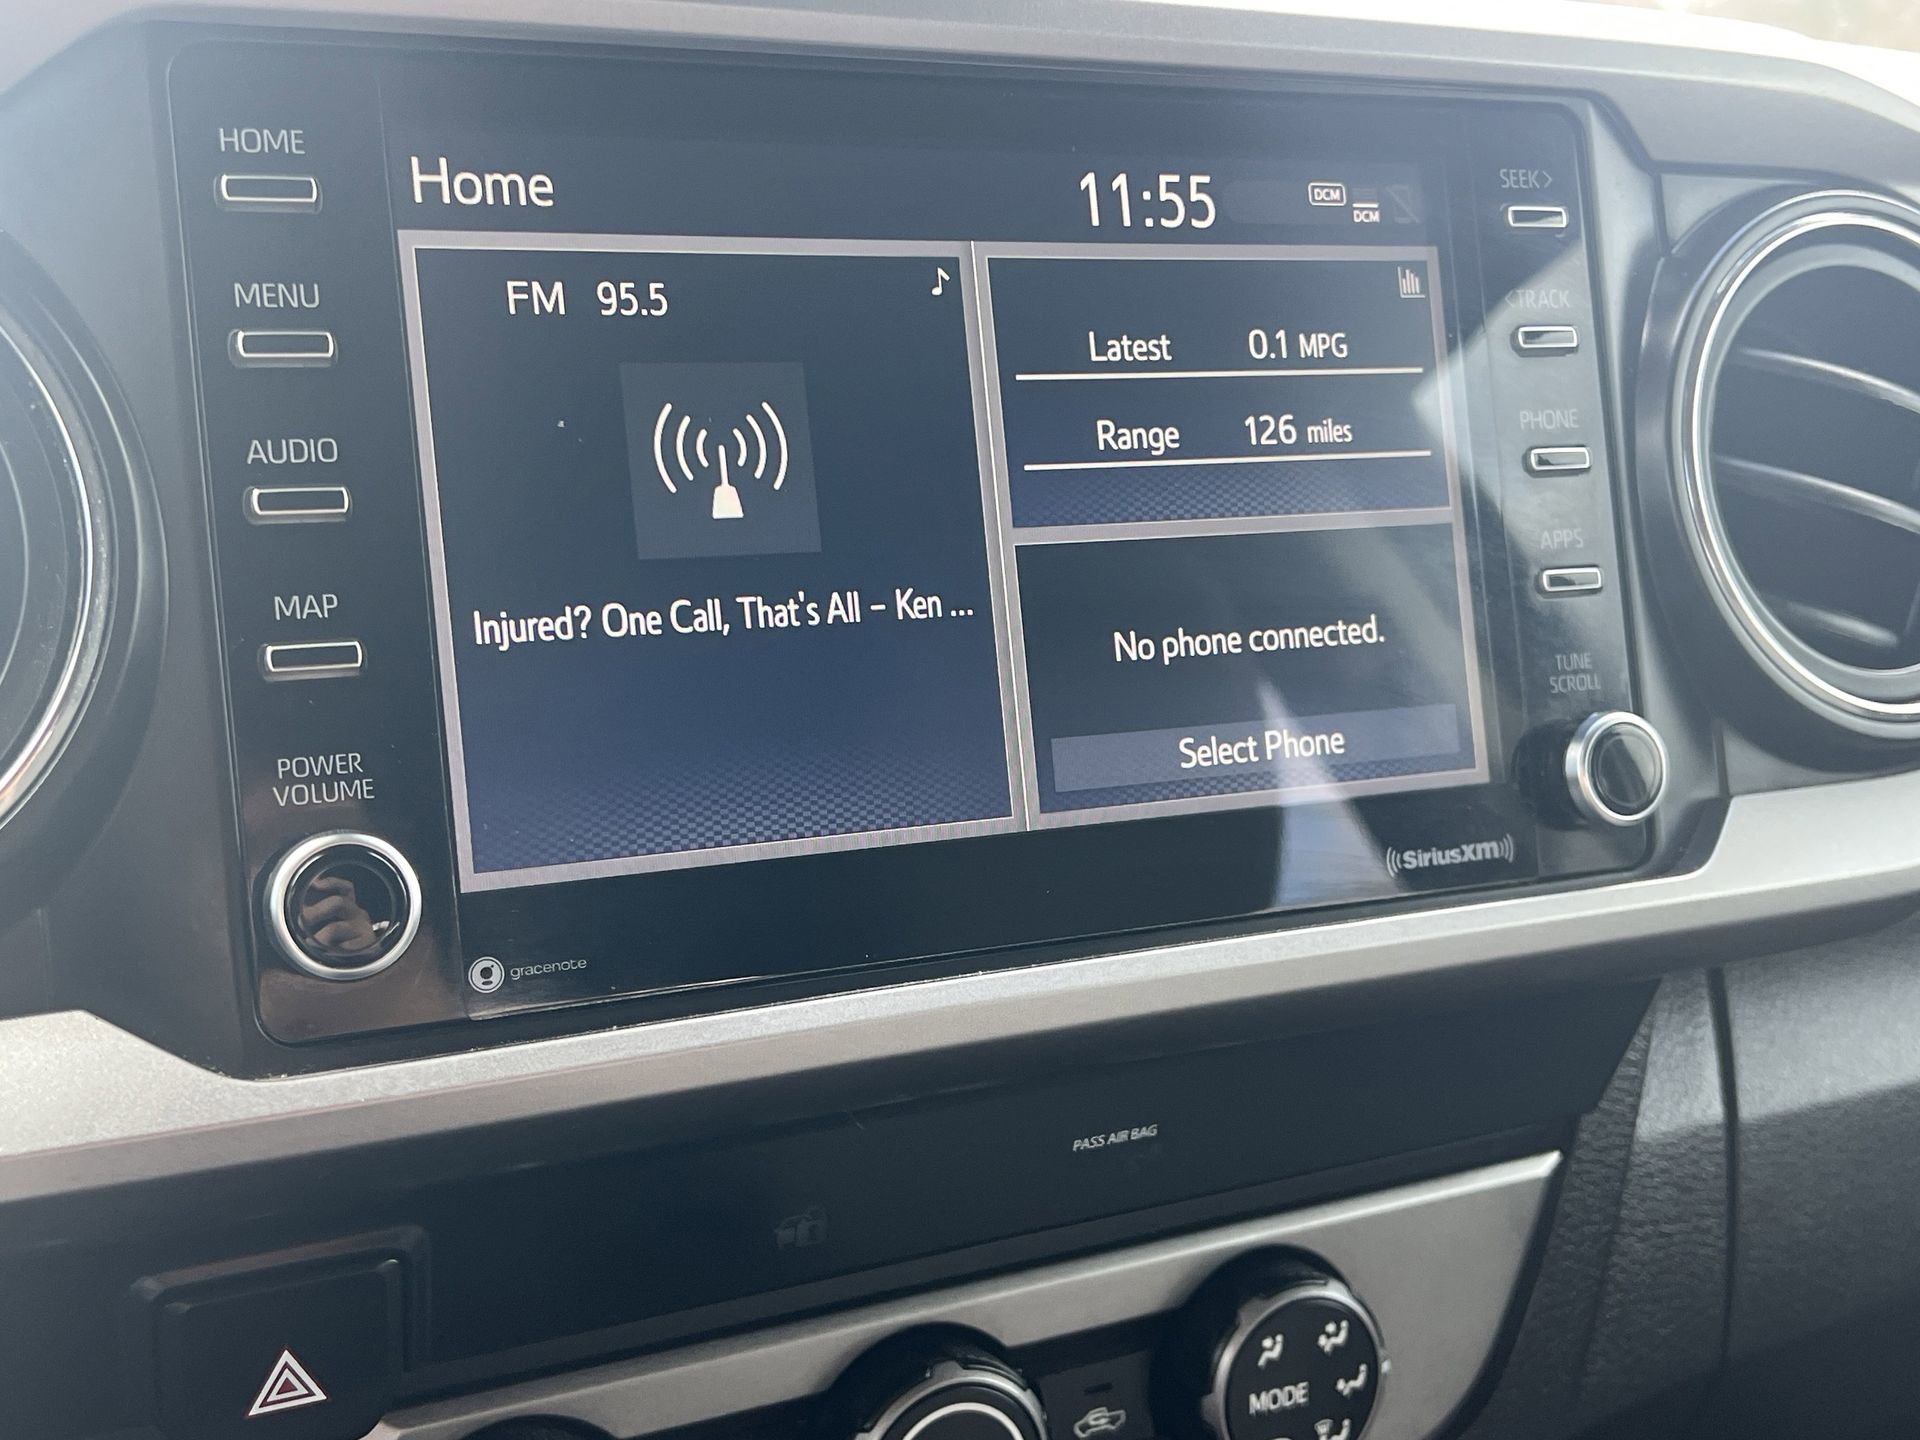 HOME
MENU
AUDIO
MAP
POWER
VOLUME
Home
11:55
DCM
DCM
FM 95.5
Injured? One Call, That's All - Ken ...
Latest 0.1 MPG
Range 126 miles
No phone connected.
Select Phone
SEEK>
<TRACK
PHONE
APPS
TUNE
SCROLL
((SiriusXM))
g gracenote
PASS AIR BAG
MODE